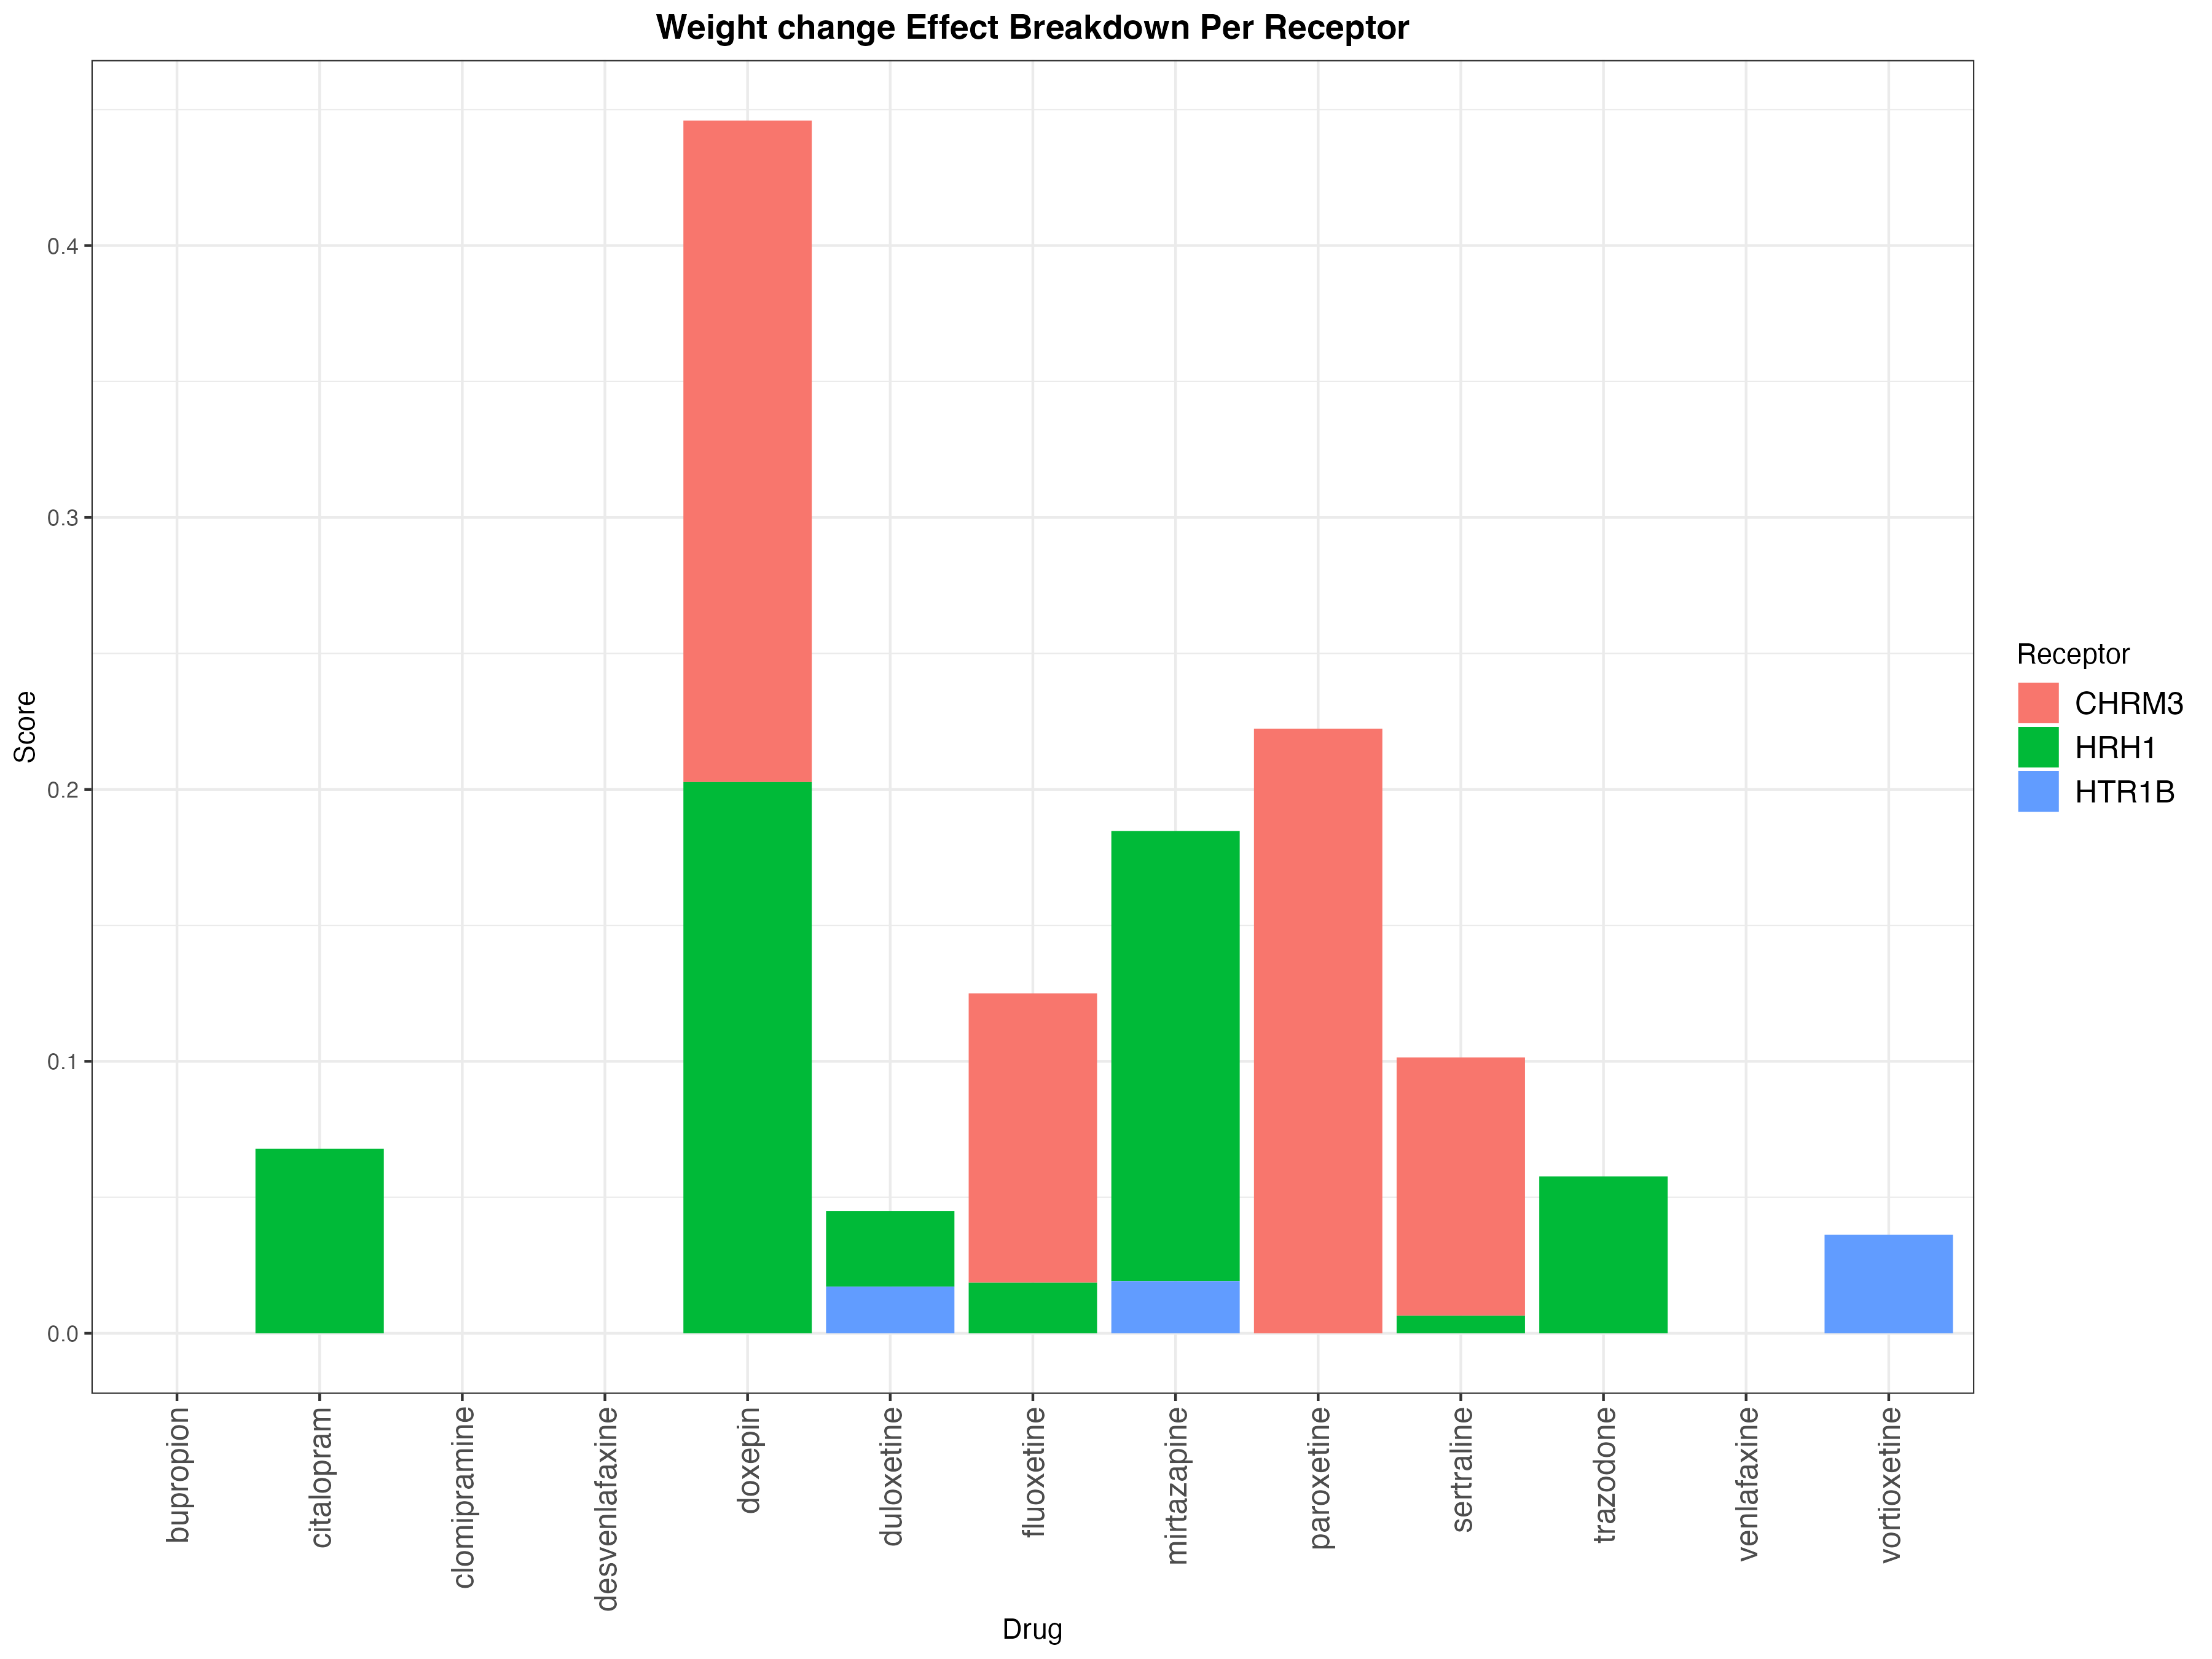 Weight change Effect Breakdown Per Receptor
Score
0.4
0.3
0.2
0.1
0.0
bupropion
citalopram
clomipramine
desvenlafaxine
doxepin
duloxetine
fluoxetine
mirtazapine
paroxetine
sertraline
trazodone
venlafaxine
vortioxetine
Drug
Receptor
CHRM3
HRH1
HTR1B